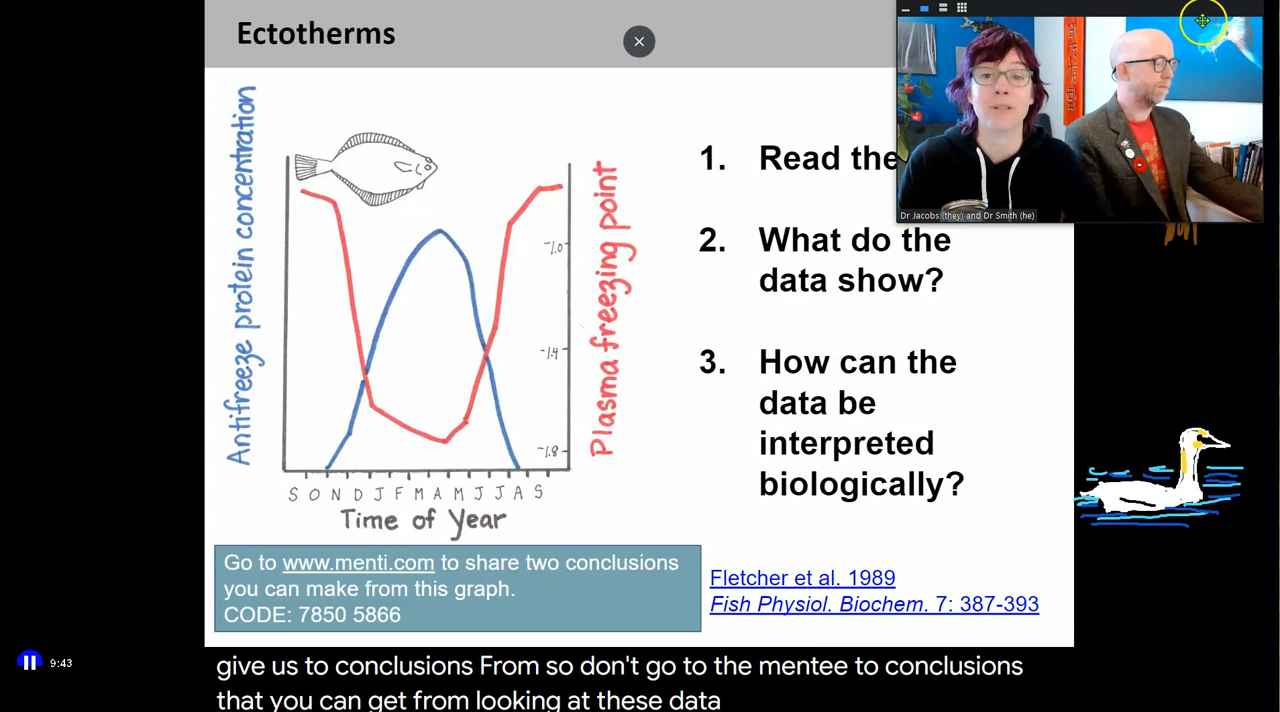 Ectotherms
Antifreeze protein concentration
Plasma freezing point
-1.0
-1.4
-1.8
S O N D J F M A M J J A S
Time of Year
1. Read the
2. What do the
data show?
3. How can the
data be
interpreted
biologically?
Go to www.menti.com to share two conclusions
you can make from this graph.
CODE: 7850 5866
Fletcher et al. 1989
Fish Physiol. Biochem. 7: 387-393
Dr Jacobs (they) and Dr Smith (he)
9:43
give us to conclusions From so don't go to the mentee to conclusions
that you can get from looking at these data